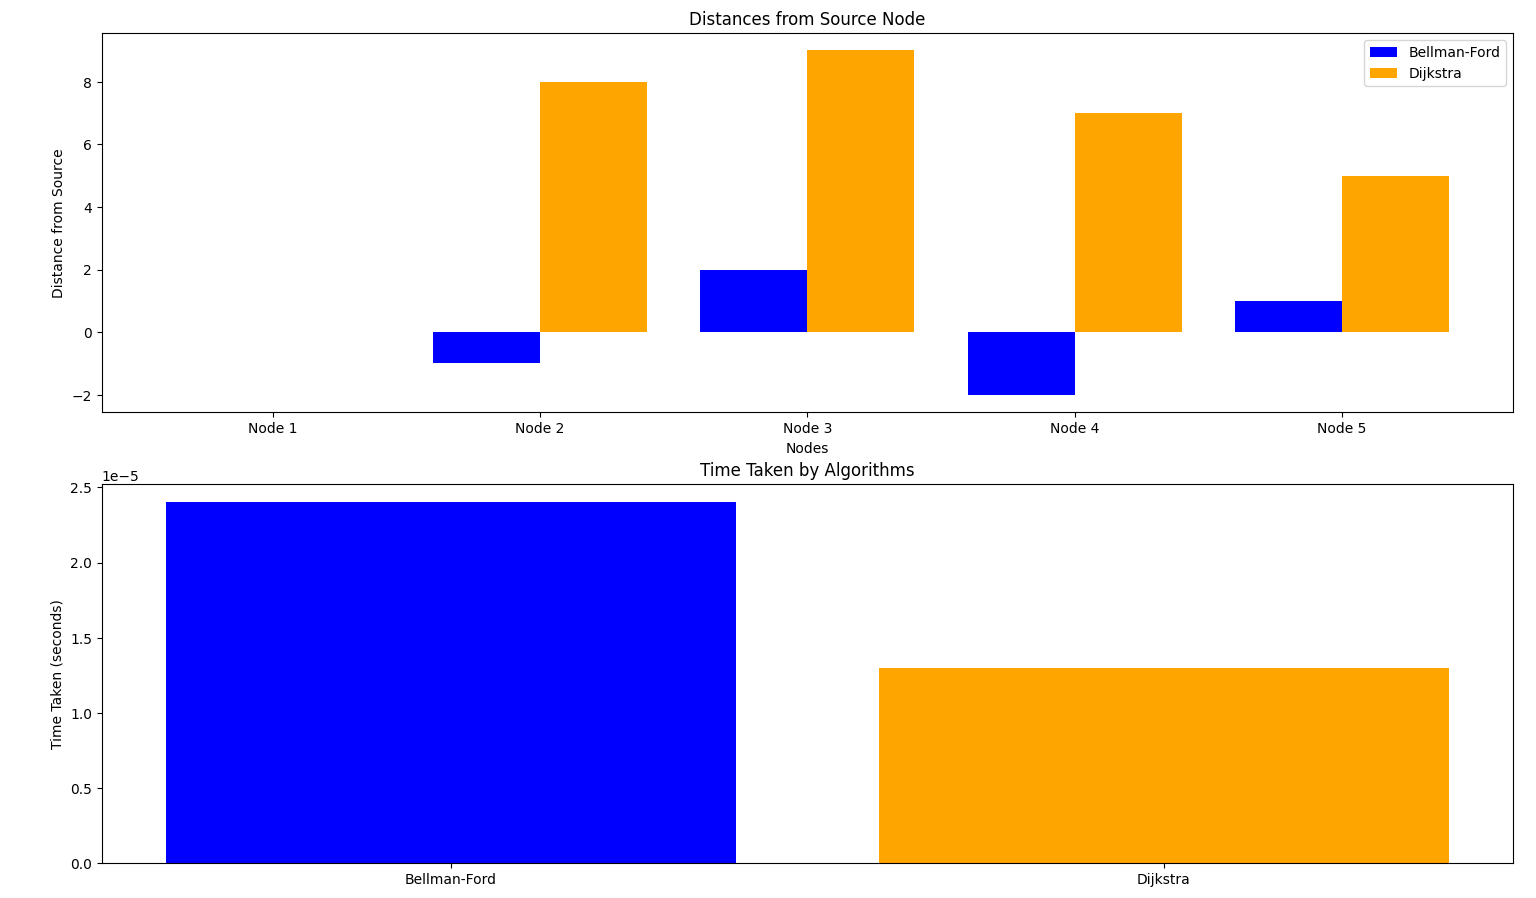 Distances from Source Node
Bellman-Ford
Dijkstra
Distance from Source
8
6
4
2
0
−2
Node 1 Node 2 Node 3 Node 4 Node 5
Nodes
Time Taken by Algorithms
1e−5
Time Taken (seconds)
2.5
2.0
1.5
1.0
0.5
0.0
Bellman-Ford Dijkstra